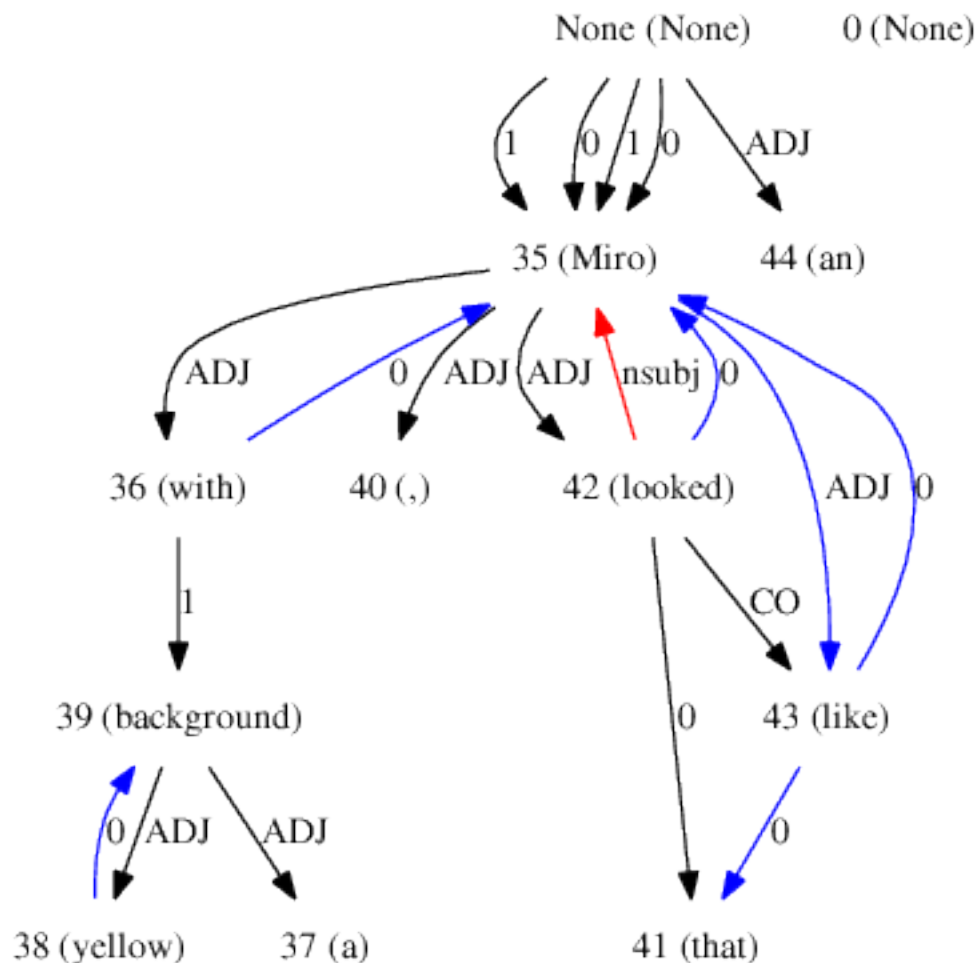 None (None) 0 (None)
1 0 1 0 ADJ
35 (Miro) 44 (an)
ADJ 0 ADJ ADJ nsubj 0
36 (with) 40 (,) 42 (looked) ADJ 0
1 CO
39 (background) 0 43 (like)
0 ADJ ADJ 0
38 (yellow) 37 (a) 41 (that)